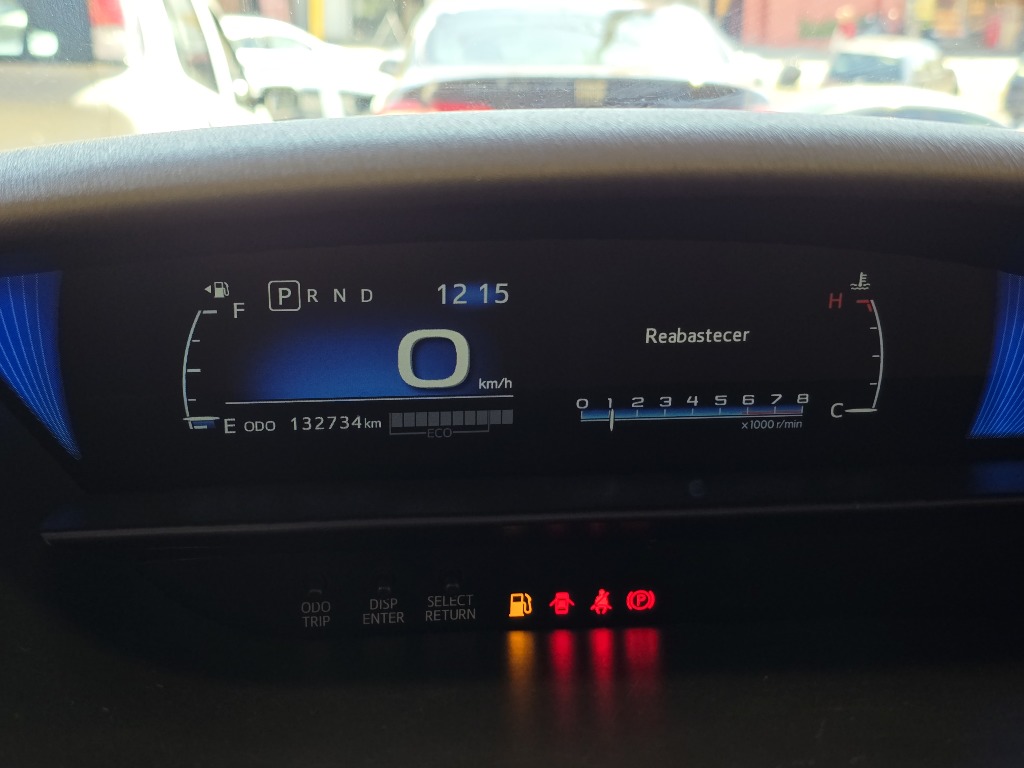 P R N D 12 15
F
H
Reabastecer
0
km/h
0 1 2 3 4 5 6 7 8
C
E ODO 132734 km
ECO
x1000 r/min
ODO TRIP
DISP ENTER
SELECT RETURN
P